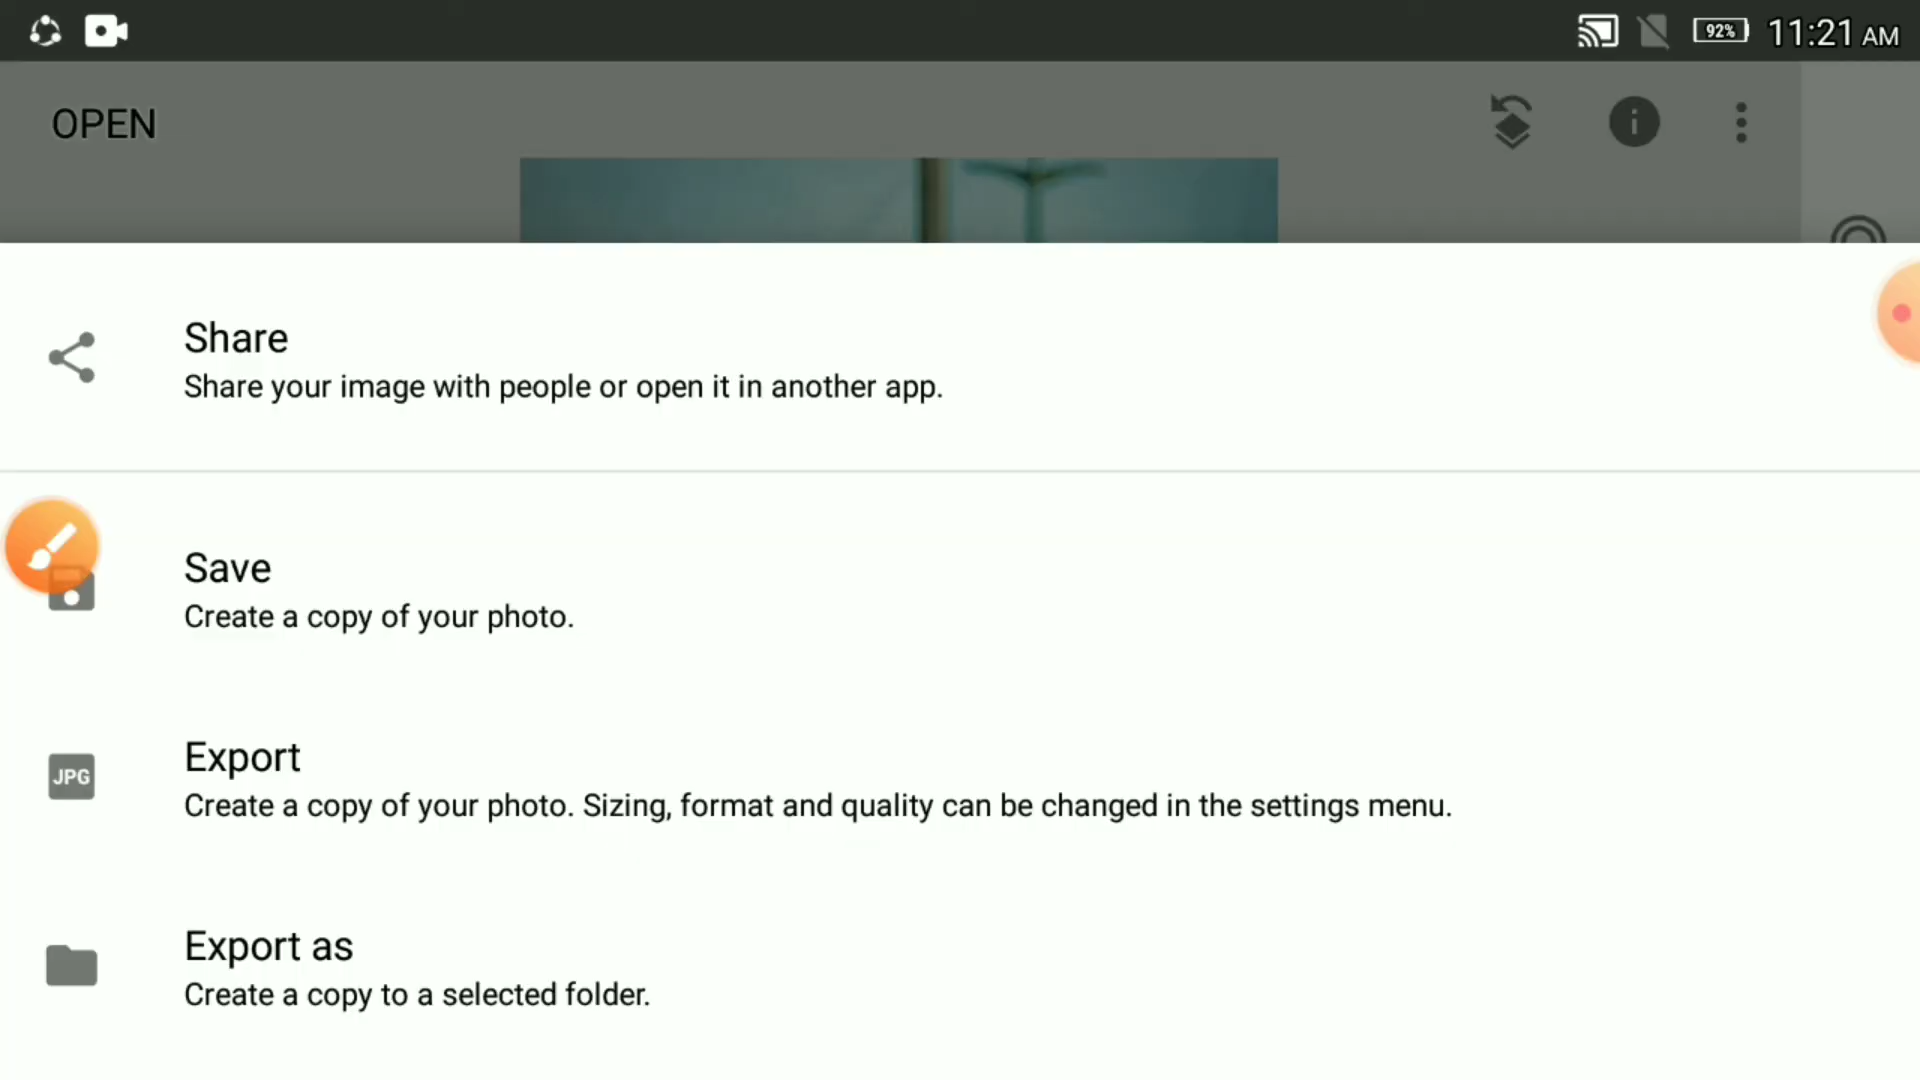 92% 11:21 AM
OPEN
Share
Share your image with people or open it in another app.
Save
Create a copy of your photo.
JPG
Export
Create a copy of your photo. Sizing, format and quality can be changed in the settings menu.
Export as
Create a copy to a selected folder.